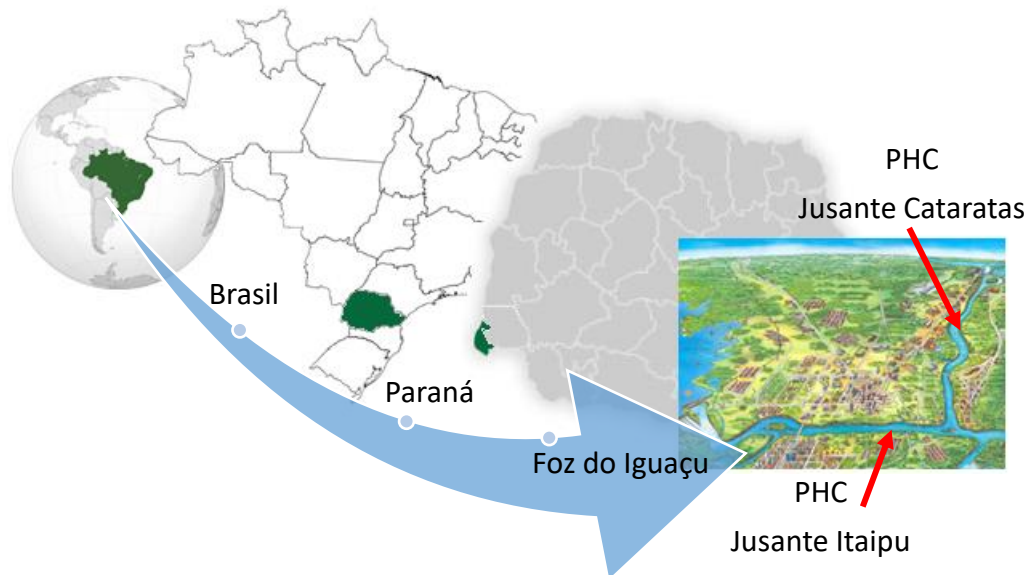 PHC
Jusante Cataratas
Brasil
Paraná
Foz do Iguaçu
PHC
Jusante Itaipu